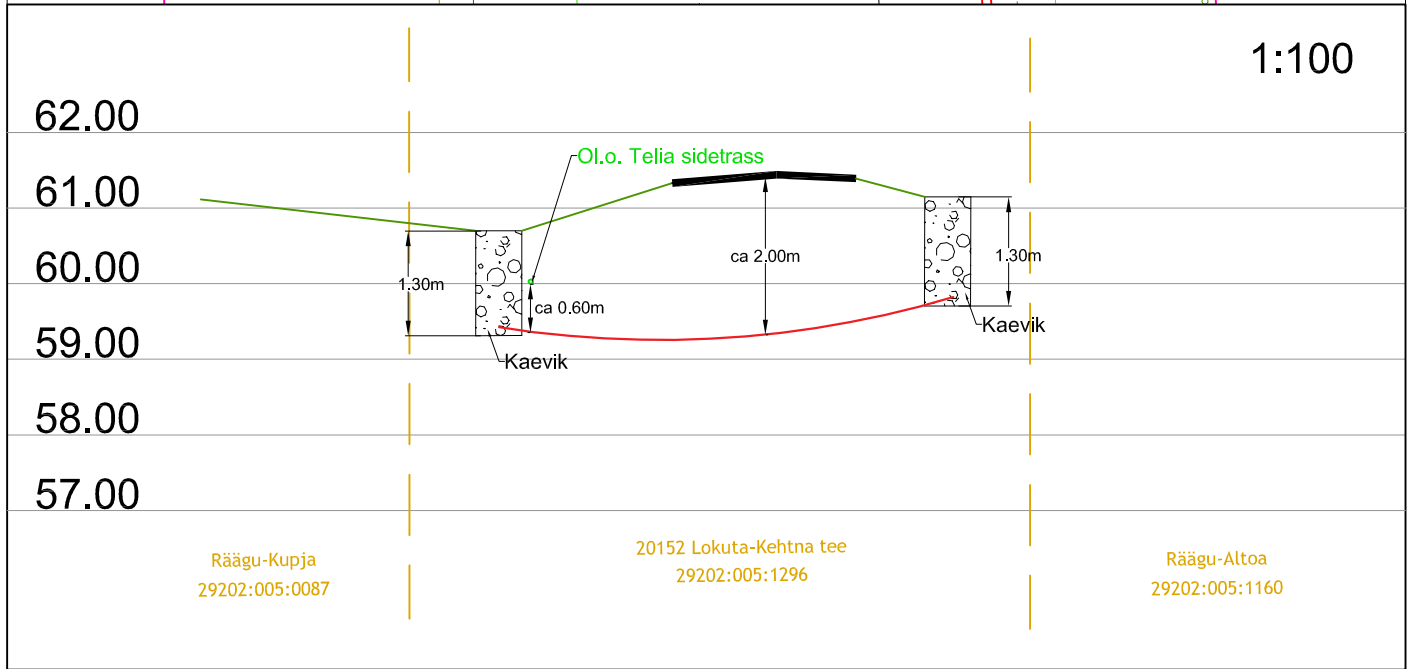 1:100
62.00
Ol.o. Telia sidetrass
61.00
ca 2.00m
1.30m
60.00
1.30m
ca 0.60m
Kaevik
59.00
Kaevik
58.00
57.00
Räägu-Kupja
29202:005:0087
20152 Lokuta-Kehtna tee
29202:005:1296
Räägu-Altoa
29202:005:1160